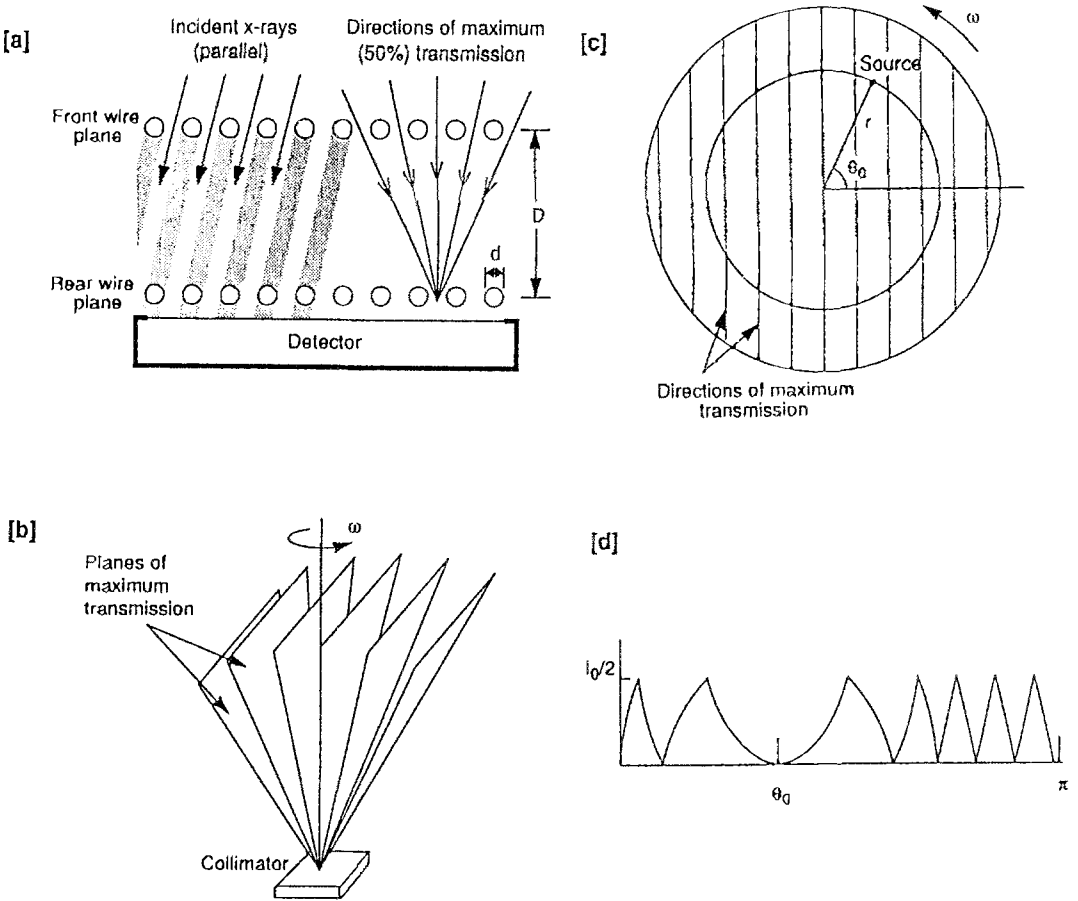 [a]
Incident x-rays
(parallel)
Directions of maximum
(50%) transmission
Front wire
plane
D
d
Rear wire
plane
Detector
[c]
ω
Source
r
θ0
Directions of maximum
transmission
[b]
ω
Planes of
maximum
transmission
Collimator
[d]
I0/2
θ0
π